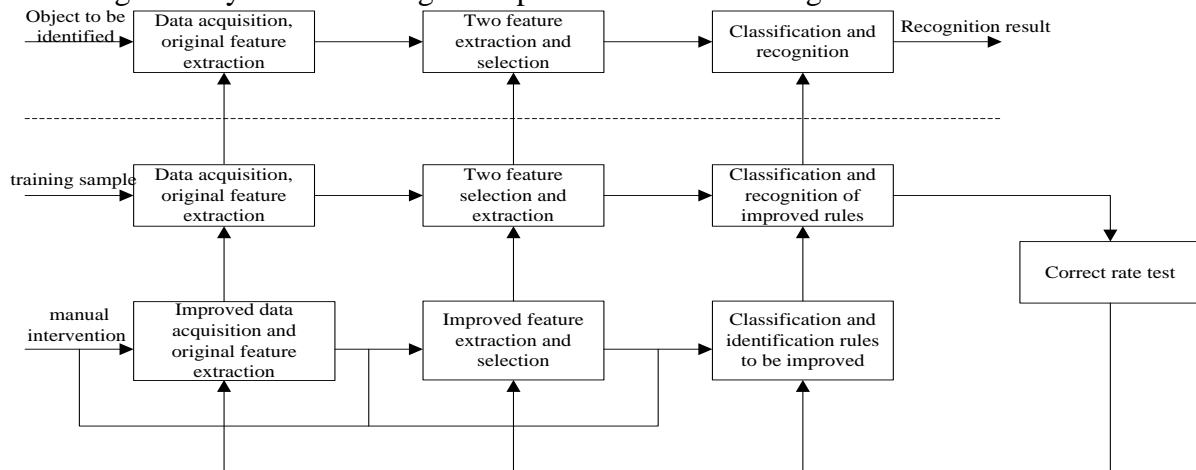 Object to be
identified
Data acquisition,
original feature
extraction
Two feature
extraction and
selection
Classification and
recognition
Recognition result
training sample
Data acquisition,
original feature
extraction
Two feature
selection and
extraction
Classification and
recognition of
improved rules
Correct rate test
manual
intervention
Improved data
acquisition and
original feature
extraction
Improved feature
extraction and
selection
Classification and
identification rules
to be improved